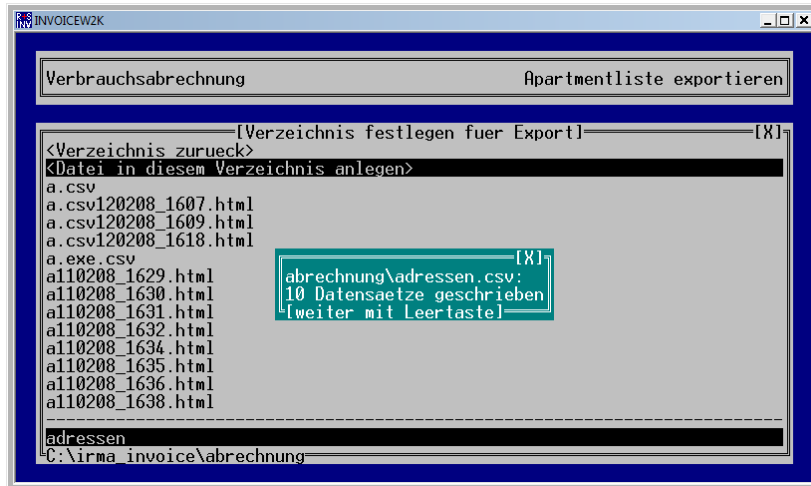 R+S
INV
INVOICEW2K
Verbrauchsabrechnung Apartmentliste exportieren
[Verzeichnis festlegen fuer Export] [X]
<Verzeichnis zurueck>
<Datei in diesem Verzeichnis anlegen>
a.csv
a.csv120208_1607.html
a.csv120208_1609.html
a.csv120208_1618.html
a.exe.csv
a110208_1629.html
a110208_1630.html
a110208_1631.html
a110208_1632.html
a110208_1634.html
a110208_1635.html
a110208_1636.html
a110208_1638.html
[X]
abrechnung\adressen.csv:
10 Datensaetze geschrieben
[weiter mit Leertaste]
adressen
C:\irma_invoice\abrechnung